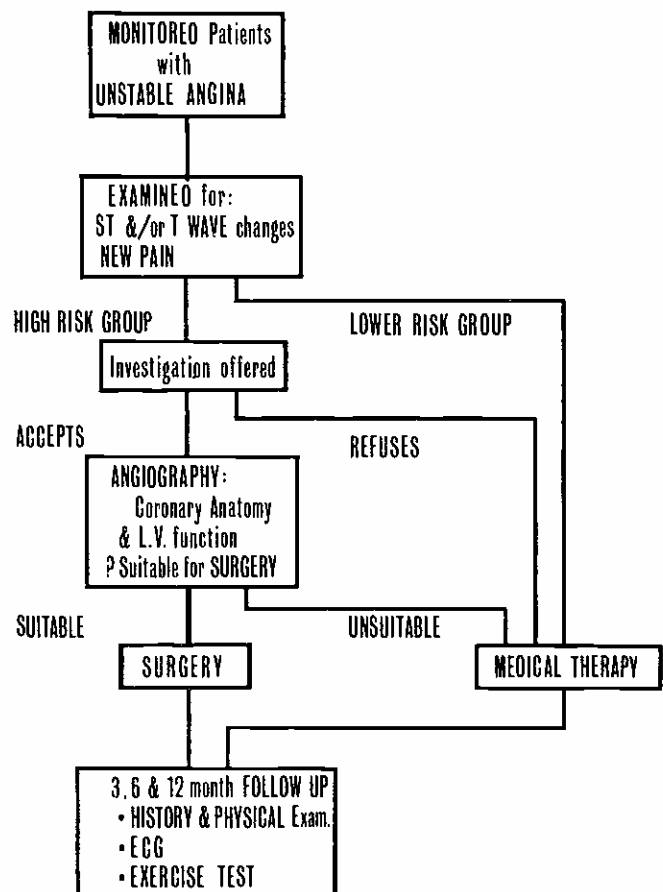 MONITOREO Patients
with
UNSTABLE ANGINA
EXAMINEO for:
ST &/or T WAVE changes
NEW PAIN
HIGH RISK GROUP
LOWER RISK GROUP
Investigation offered
ACCEPTS
REFUSES
ANGIOGRAPHY:
Coronary Anatomy
& L.V. function
? Suitable for SURGERY
SUITABLE
UNSUITABLE
SURGERY
MEDICAL THERAPY
3, 6 & 12 month FOLLOW UP
• HISTORY & PHYSICAL Exam.
• ECG
• EXERCISE TEST